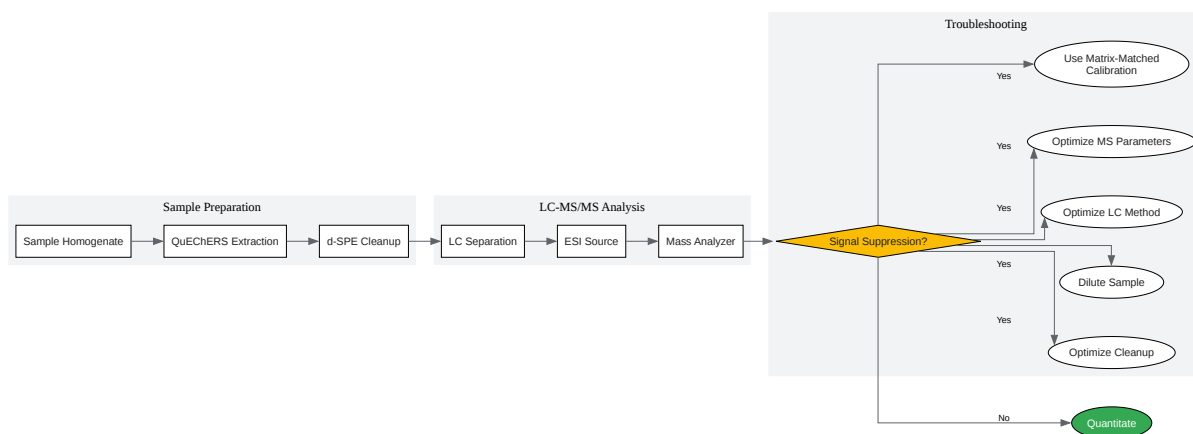 Troubleshooting
Use Matrix-Matched
Calibration
Yes
Yes
Optimize MS Parameters
Sample Preparation
LC-MS/MS Analysis
Yes
Optimize LC Method
Sample Homogenate
QuEChERS Extraction
d-SPE Cleanup
LC Separation
ESI Source
Mass Analyzer
Signal Suppression?
Yes
Dilute Sample
Yes
Optimize Cleanup
No
Quantitate